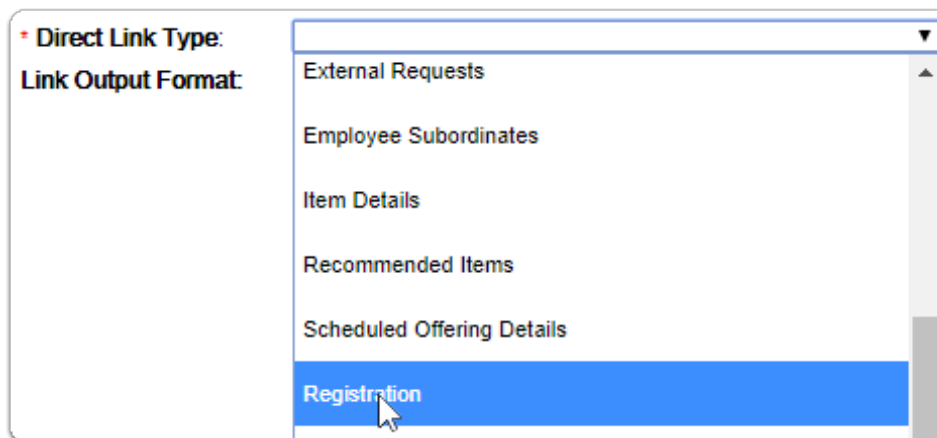 * Direct Link Type:
Link Output Format:
External Requests
Employee Subordinates
Item Details
Recommended Items
Scheduled Offering Details
Registration